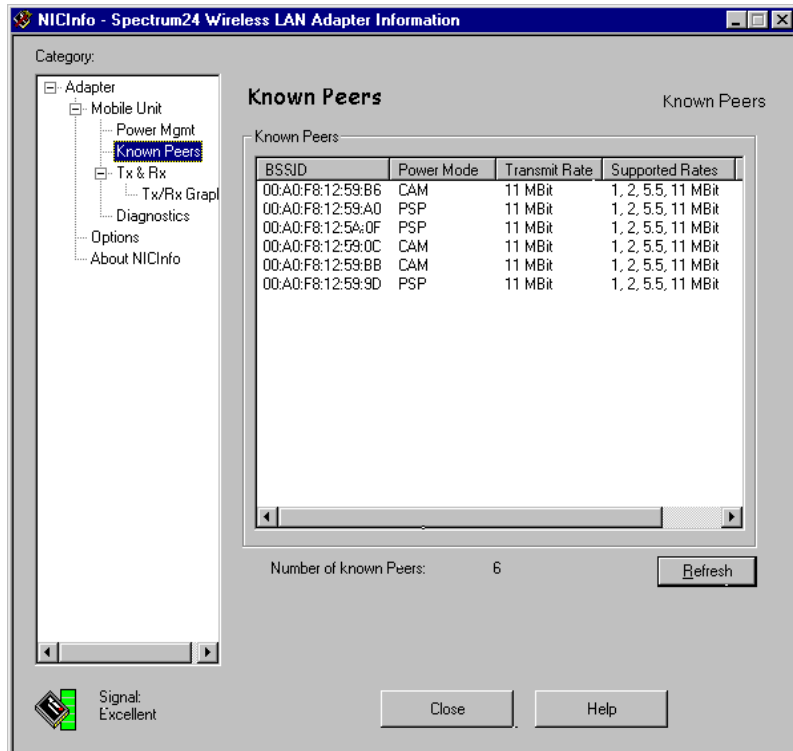 NICInfo - Spectrum24 Wireless LAN Adapter Information
Category:
Adapter
Mobile Unit
Power Mgmt
Known Peers
Tx & Rx
Tx/Rx Grapl
Diagnostics
Options
About NICInfo
Known Peers
Known Peers
Known Peers
BSSID Power Mode Transmit Rate Supported Rates
00:A0:F8:12:59:B6 CAM 11 MBit 1, 2, 5.5, 11 MBit
00:A0:F8:12:59:A0 PSP 11 MBit 1, 2, 5.5, 11 MBit
00:A0:F8:12:5A:0F PSP 11 MBit 1, 2, 5.5, 11 MBit
00:A0:F8:12:59:0C CAM 11 MBit 1, 2, 5.5, 11 MBit
00:A0:F8:12:59:BB CAM 11 MBit 1, 2, 5.5, 11 MBit
00:A0:F8:12:59:9D PSP 11 MBit 1, 2, 5.5, 11 MBit
Number of known Peers: 6
Refresh
Signal:
Excellent
Close
Help